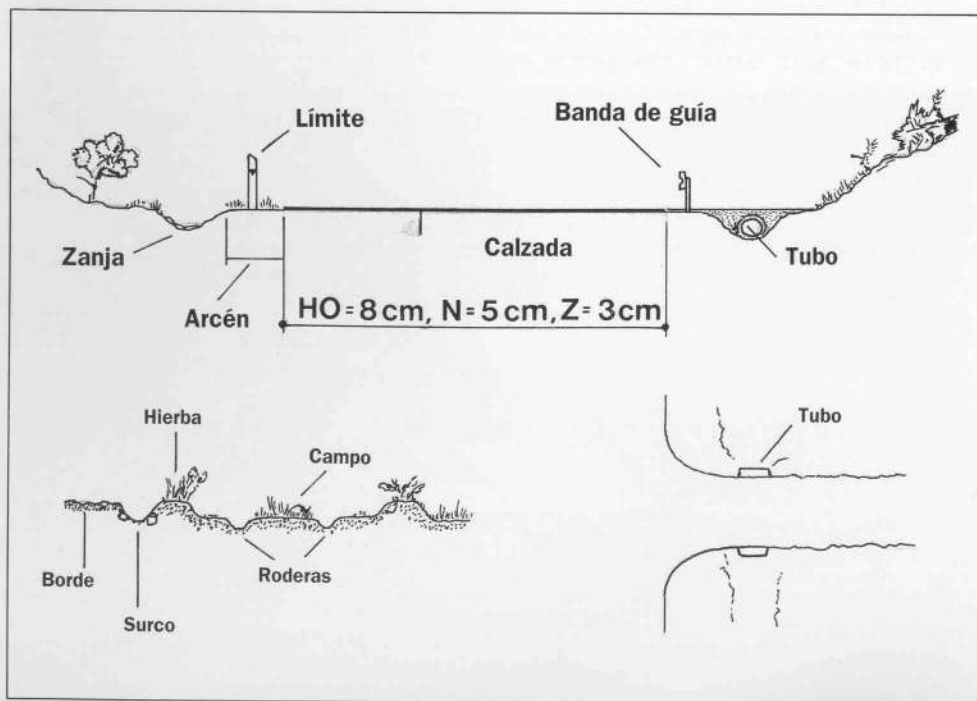 Límite
Banda de guía
Zanja
Calzada
Tubo
Arcén
HO = 8 cm, N = 5 cm, Z = 3 cm
Hierba
Campo
Tubo
Borde
Roderas
Surco